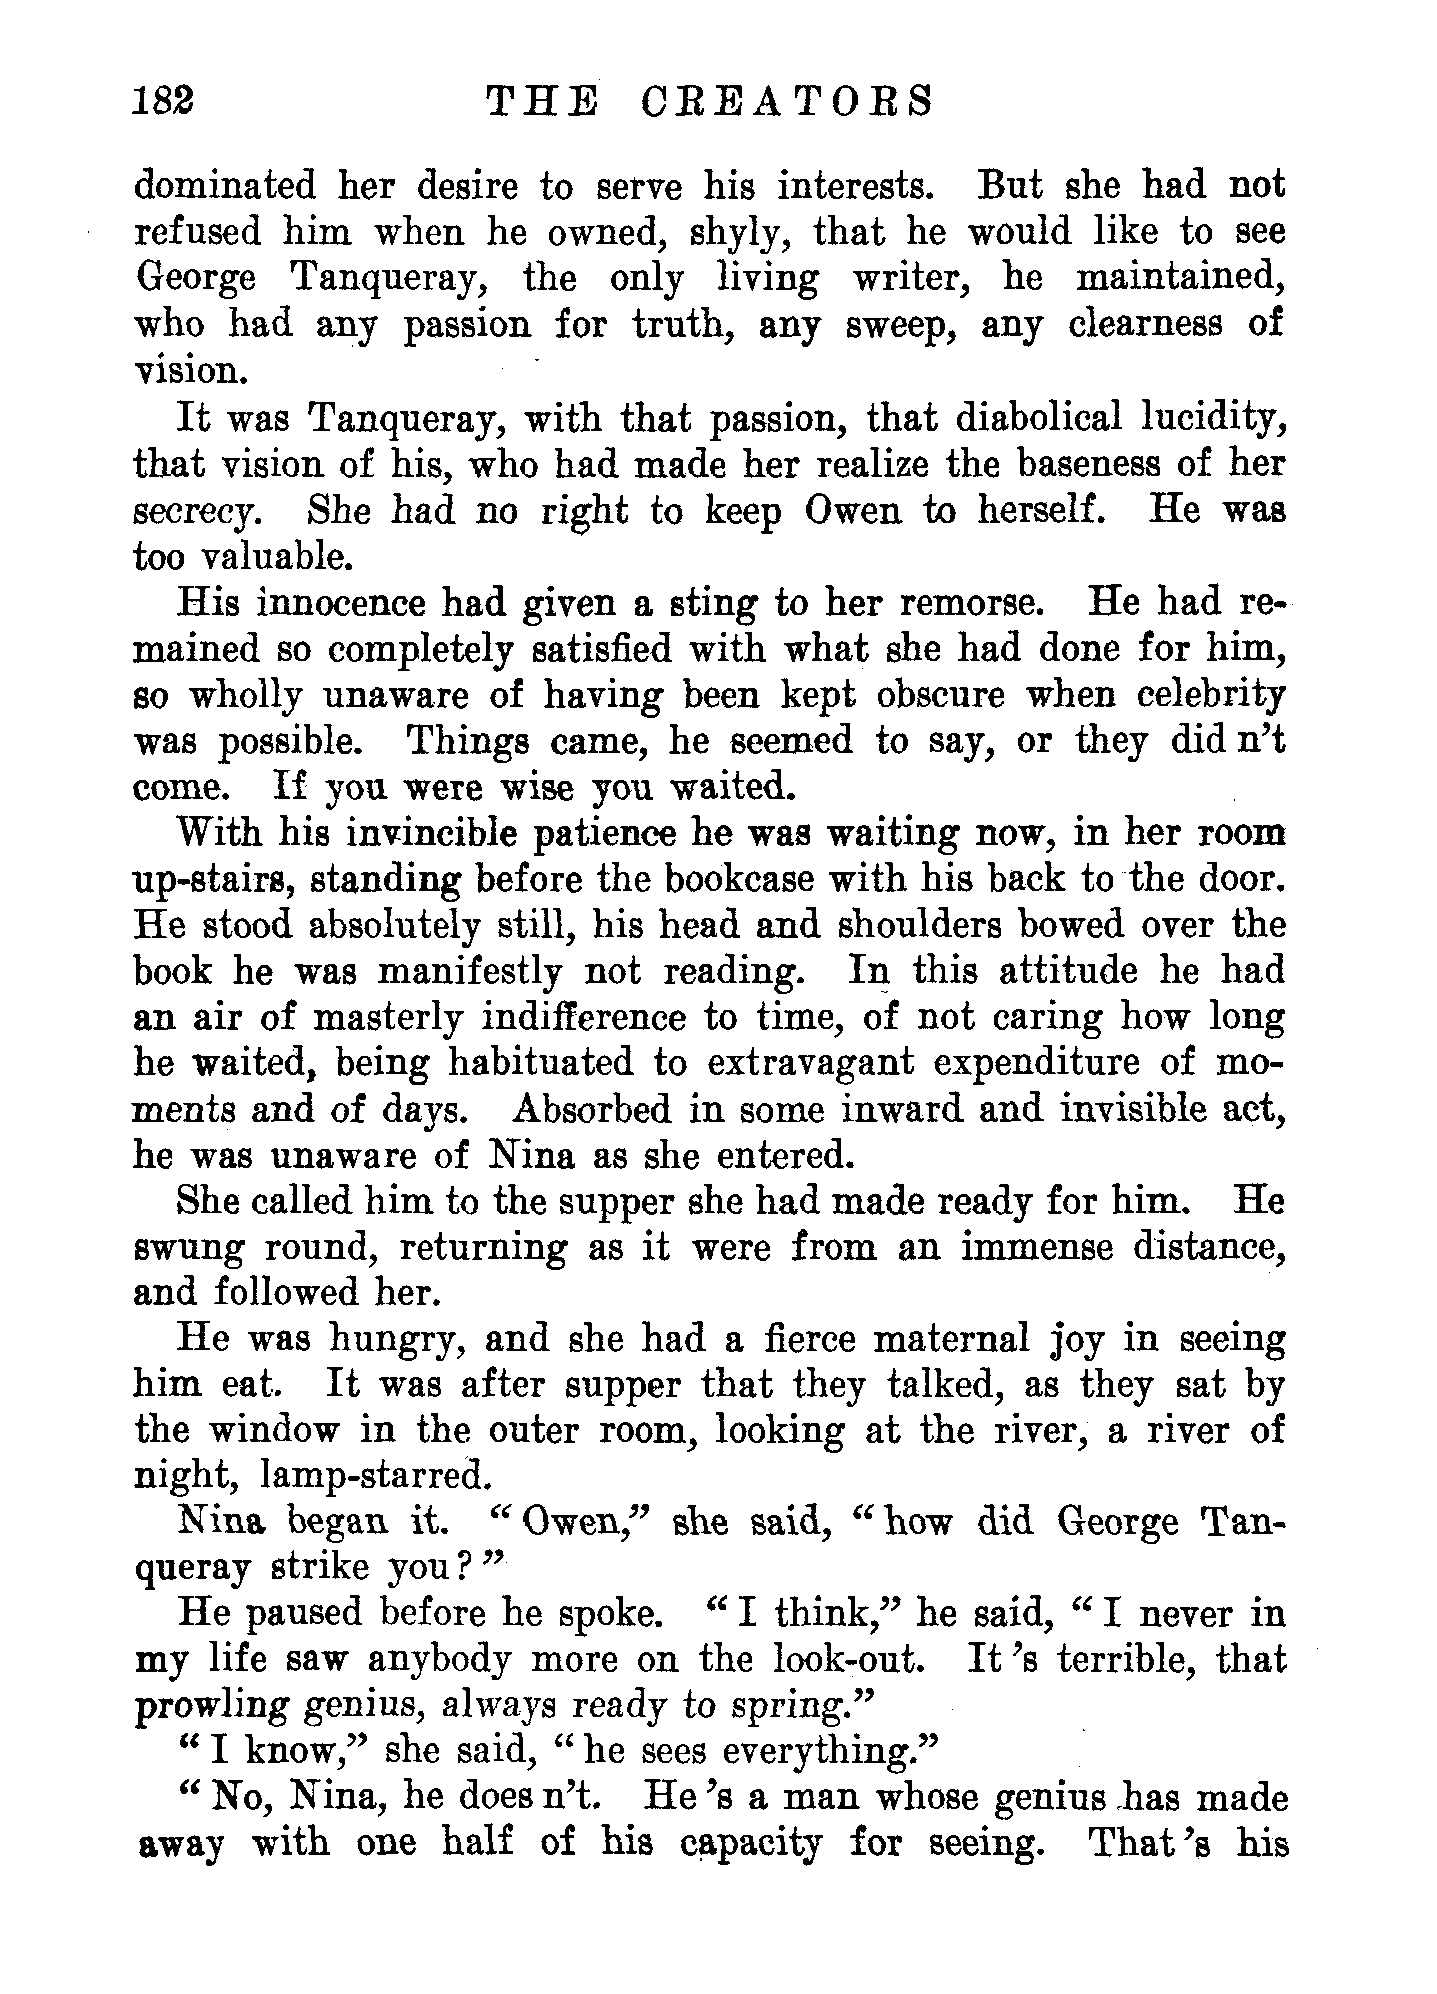 182 THE CREATORS
dominated her desire to serve his interests. But she had not
refused him when he owned, shyly, that he would like to see
George Tanqueray, the only living writer, he maintained,
who had any passion for truth, any sweep, any clearness of
vision.
It was Tanqueray, with that passion, that diabolical lucidity,
that vision of his, who had made her realize the baseness of her
secrecy. She had no right to keep Owen to herself. He was
too valuable.
His innocence had given a sting to her remorse. He had re-
mained so completely satisfied with what she had done for him,
so wholly unaware of having been kept obscure when celebrity
was possible. Things came, he seemed to say, or they did n't
come. If you were wise you waited.
With his invincible patience he was waiting now, in her room
up-stairs, standing before the bookcase with his back to the door.
He stood absolutely still, his head and shoulders bowed over the
book he was manifestly not reading. In this attitude he had
an air of masterly indifference to time, of not caring how long
he waited, being habituated to extravagant expenditure of mo-
ments and of days. Absorbed in some inward and invisible act,
he was unaware of Nina as she entered.
She called him to the supper she had made ready for him. He
swung round, returning as it were from an immense distance,
and followed her.
He was hungry, and she had a fierce maternal joy in seeing
him eat. It was after supper that they talked, as they sat by
the window in the outer room, looking at the river, a river of
night, lamp-starred.
Nina began it. “ Owen,” she said, “ how did George Tan-
queray strike you? ”
He paused before he spoke. “ I think,” he said, “ I never in
my life saw anybody more on the look-out. It 's terrible, that
prowling genius, always ready to spring.”
“ I know,” she said, “ he sees everything.”
“ No, Nina, he does n't. He 's a man whose genius has made
away with one half of his capacity for seeing. That 's his